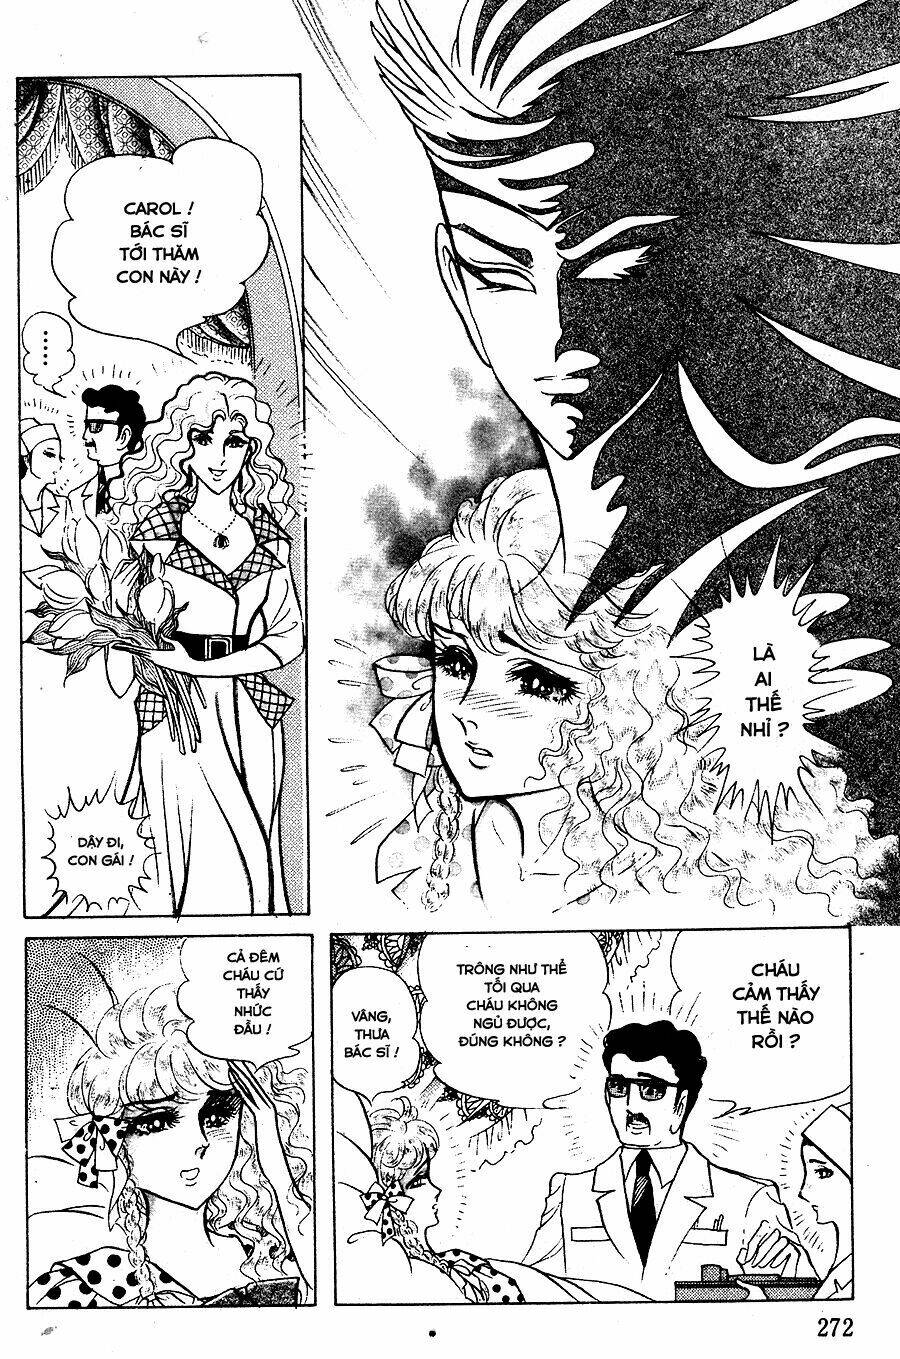 LÀ
AI
THẾ
NHỈ ?
CAROL !
BÁC SĨ
TỚI THĂM
CON NÀY !
......
DẬY ĐI,
CON GÁI !
CẢ ĐÊM
CHÁU CỨ
THẤY
NHỨC
ĐẦU !
CHÁU
CẢM THẤY
THẾ NÀO
RỒI ?
TRÔNG NHƯ THỂ
TỐI QUA
CHÁU KHÔNG
NGỦ ĐƯỢC,
ĐÚNG KHÔNG ?
VÂNG,
THƯA
BÁC SĨ !
272